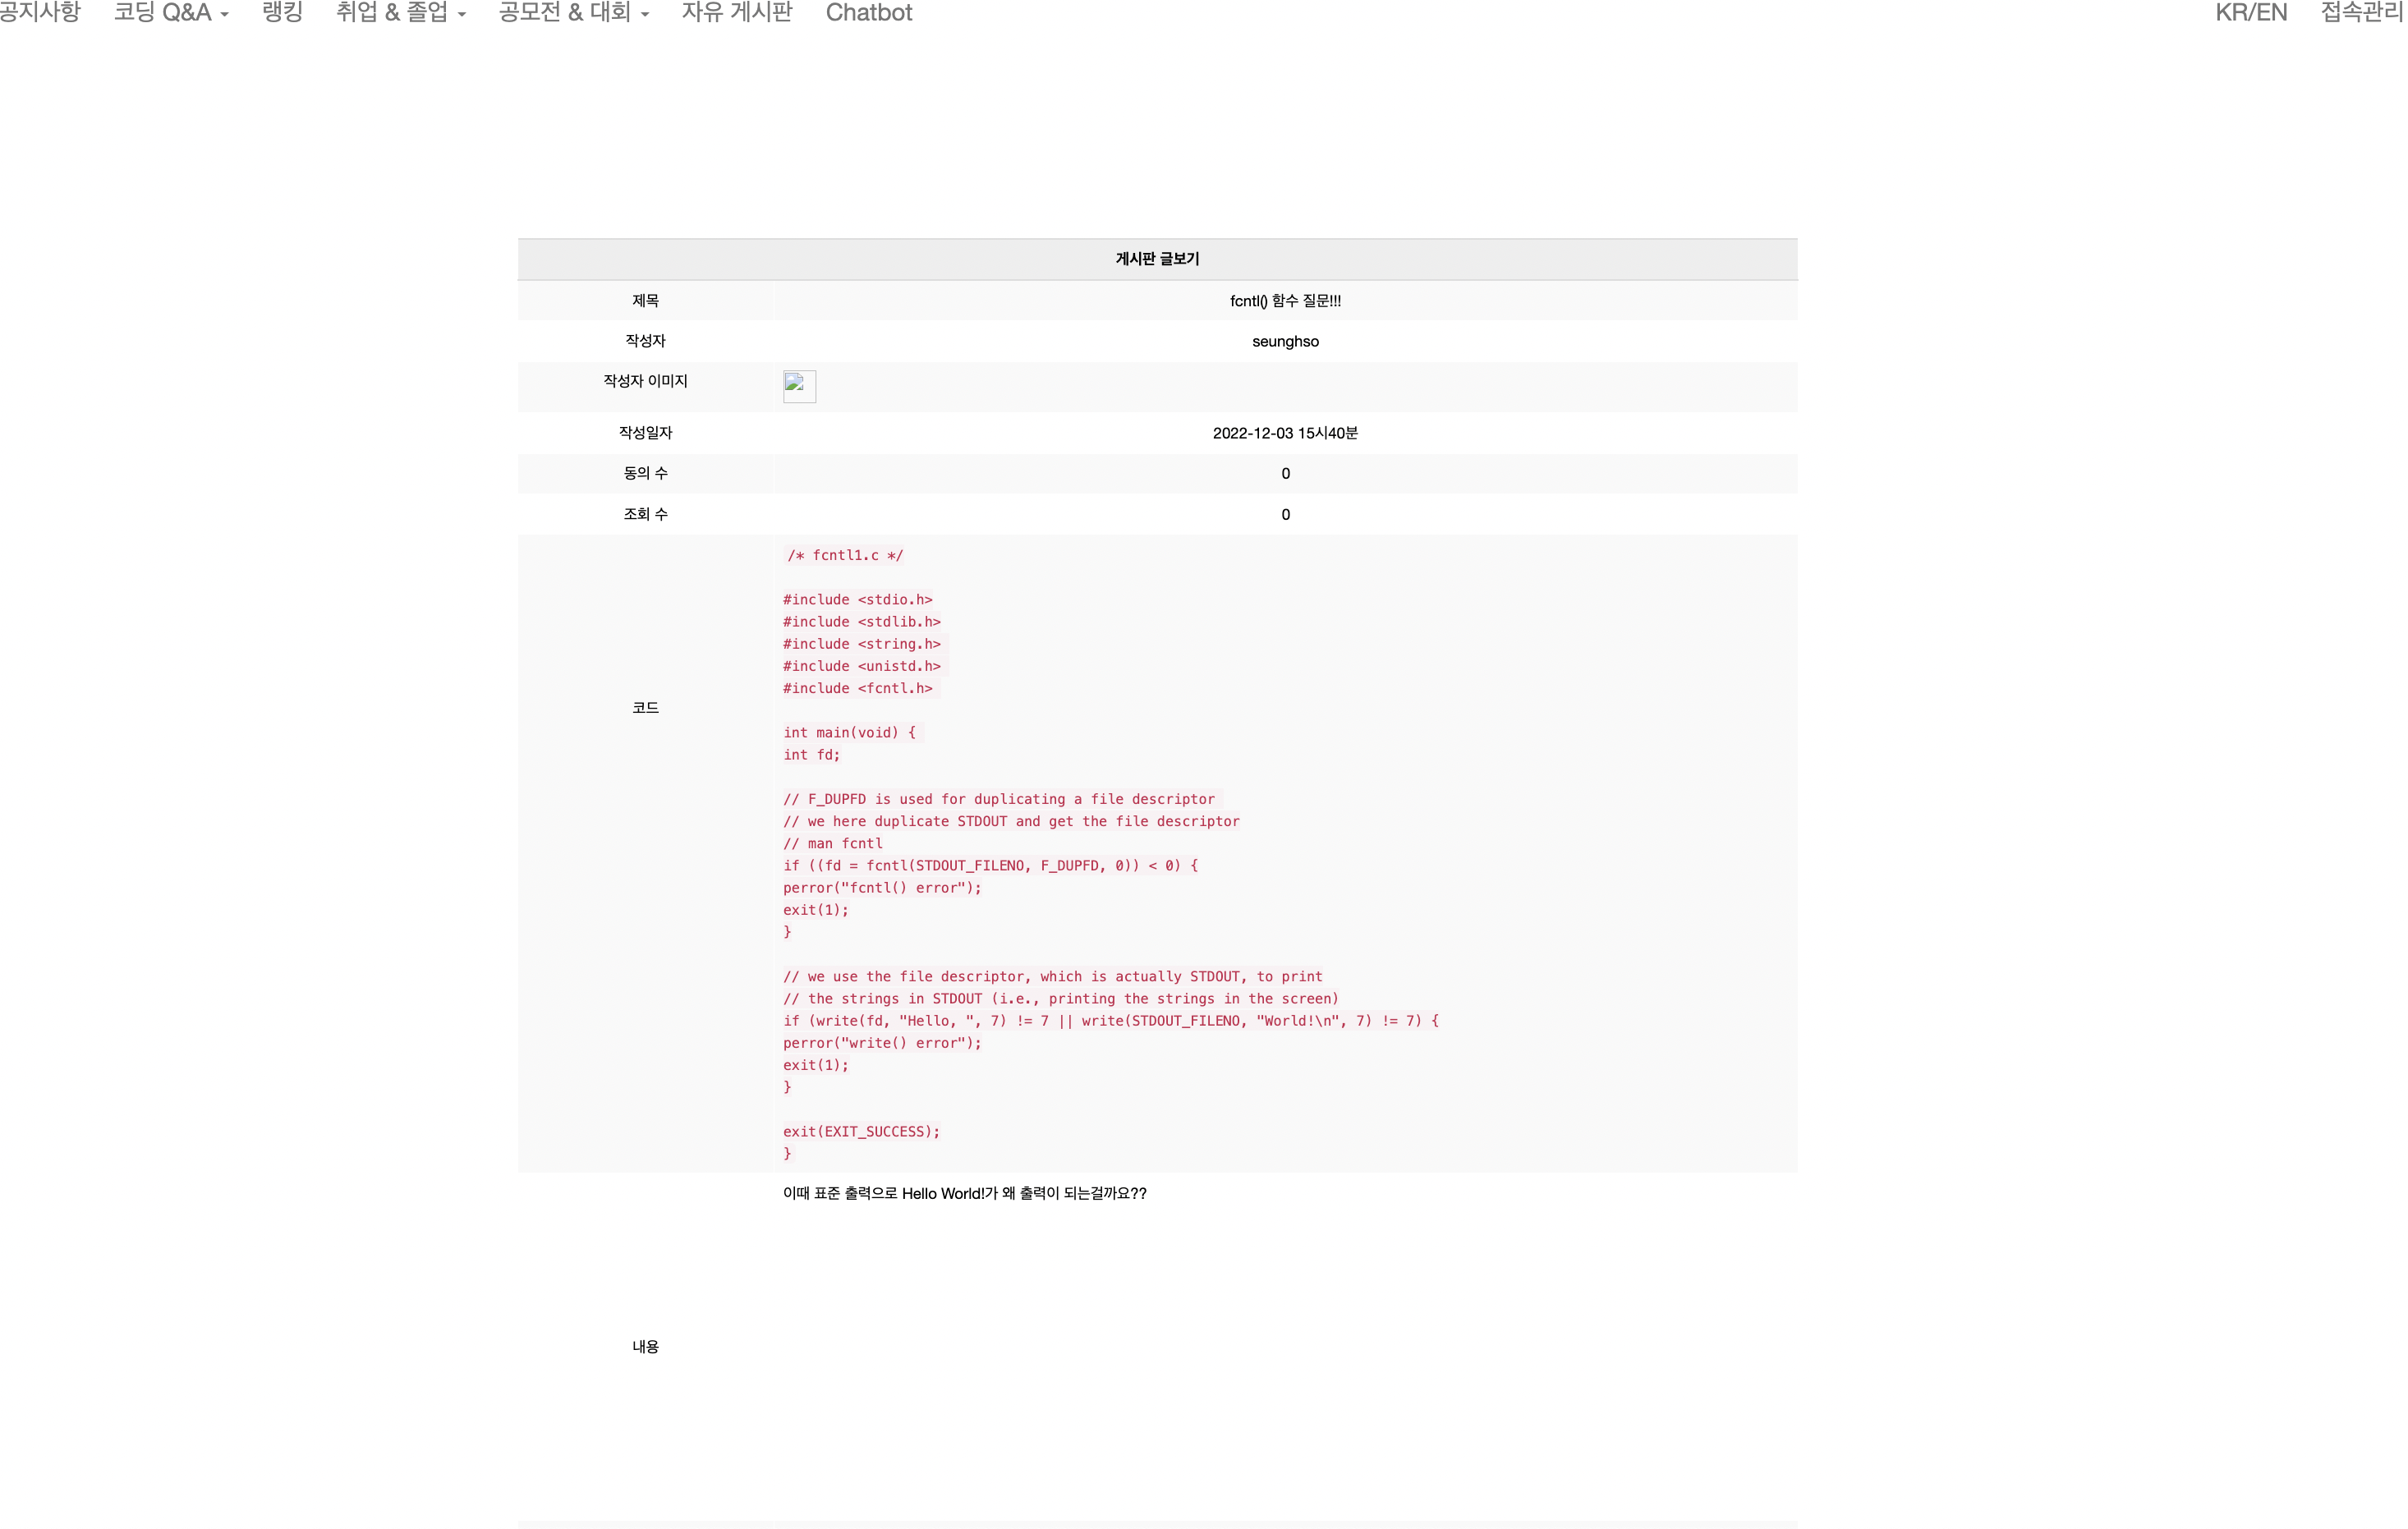 공지사항 코딩 Q&A 랭킹 취업 & 졸업 공모전 & 대회 자유 게시판 Chatbot KR/EN 접속관리
게시판 글보기
제목 fcntl() 함수 질문!!!
작성자 seunghso
작성자 이미지
작성일자 2022-12-03 15시40분
동의 수 0
조회 수 0
코드
/* fcntl1.c */
#include <stdio.h>
#include <stdlib.h>
#include <string.h>
#include <unistd.h>
#include <fcntl.h>
int main(void) {
int fd;
// F_DUPFD is used for duplicating a file descriptor
// we here duplicate STDOUT and get the file descriptor
// man fcntl
if ((fd = fcntl(STDOUT_FILENO, F_DUPFD, 0)) < 0) {
perror("fcntl() error");
exit(1);
}
// we use the file descriptor, which is actually STDOUT, to print
// the strings in STDOUT (i.e., printing the strings in the screen)
if (write(fd, "Hello, ", 7) != 7 || write(STDOUT_FILENO, "World!\n", 7) != 7) {
perror("write() error");
exit(1);
}
exit(EXIT_SUCCESS);
}
내용
이때 표준 출력으로 Hello World!가 왜 출력이 되는걸까요??